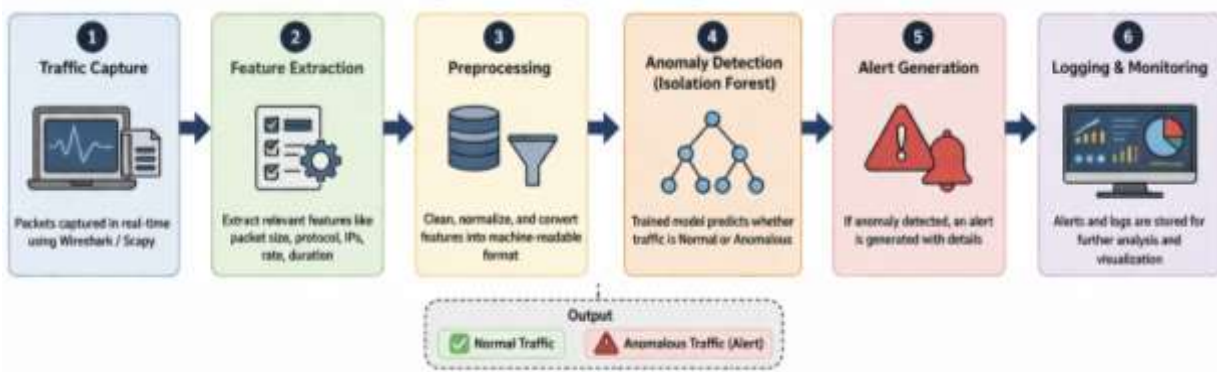 1
Traffic Capture
Packets captured in real-time
using Wireshark / Scapy
2
Feature Extraction
Extract relevant features like
packet size, protocol, IPs,
rate, duration
3
Preprocessing
Clean, normalize, and convert
features into machine-readable
format
4
Anomaly Detection
(Isolation Forest)
Trained model predicts whether
traffic is Normal or Anomalous
5
Alert Generation
If anomaly detected, an alert
is generated with details
6
Logging & Monitoring
Alerts and logs are stored for
further analysis and
visualization
Output
Normal Traffic
Anomalous Traffic (Alert)